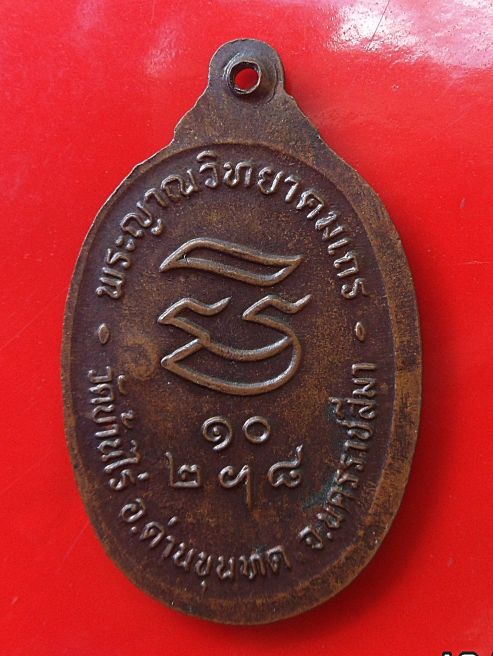 พระญาณวิทยาคมเถร
๑๐
๒ ๕ ๘
วัดบ้านไร่ อ.ด่านขุนทด จ.นครราชสีมา